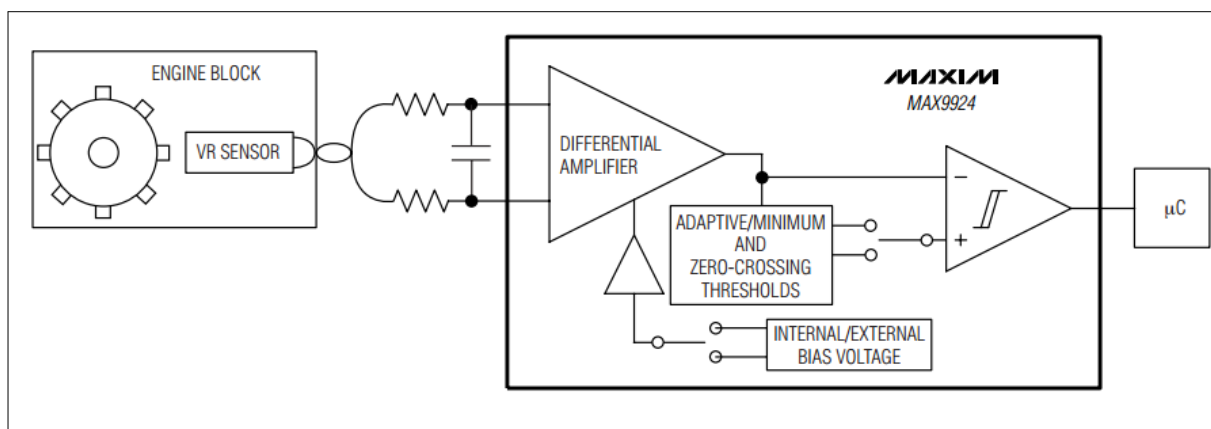 ENGINE BLOCK
VR SENSOR
MAXIM
MAX9924
DIFFERENTIAL
AMPLIFIER
ADAPTIVE/MINIMUM
AND
ZERO-CROSSING
THRESHOLDS
−
+
μC
INTERNAL/EXTERNAL
BIAS VOLTAGE